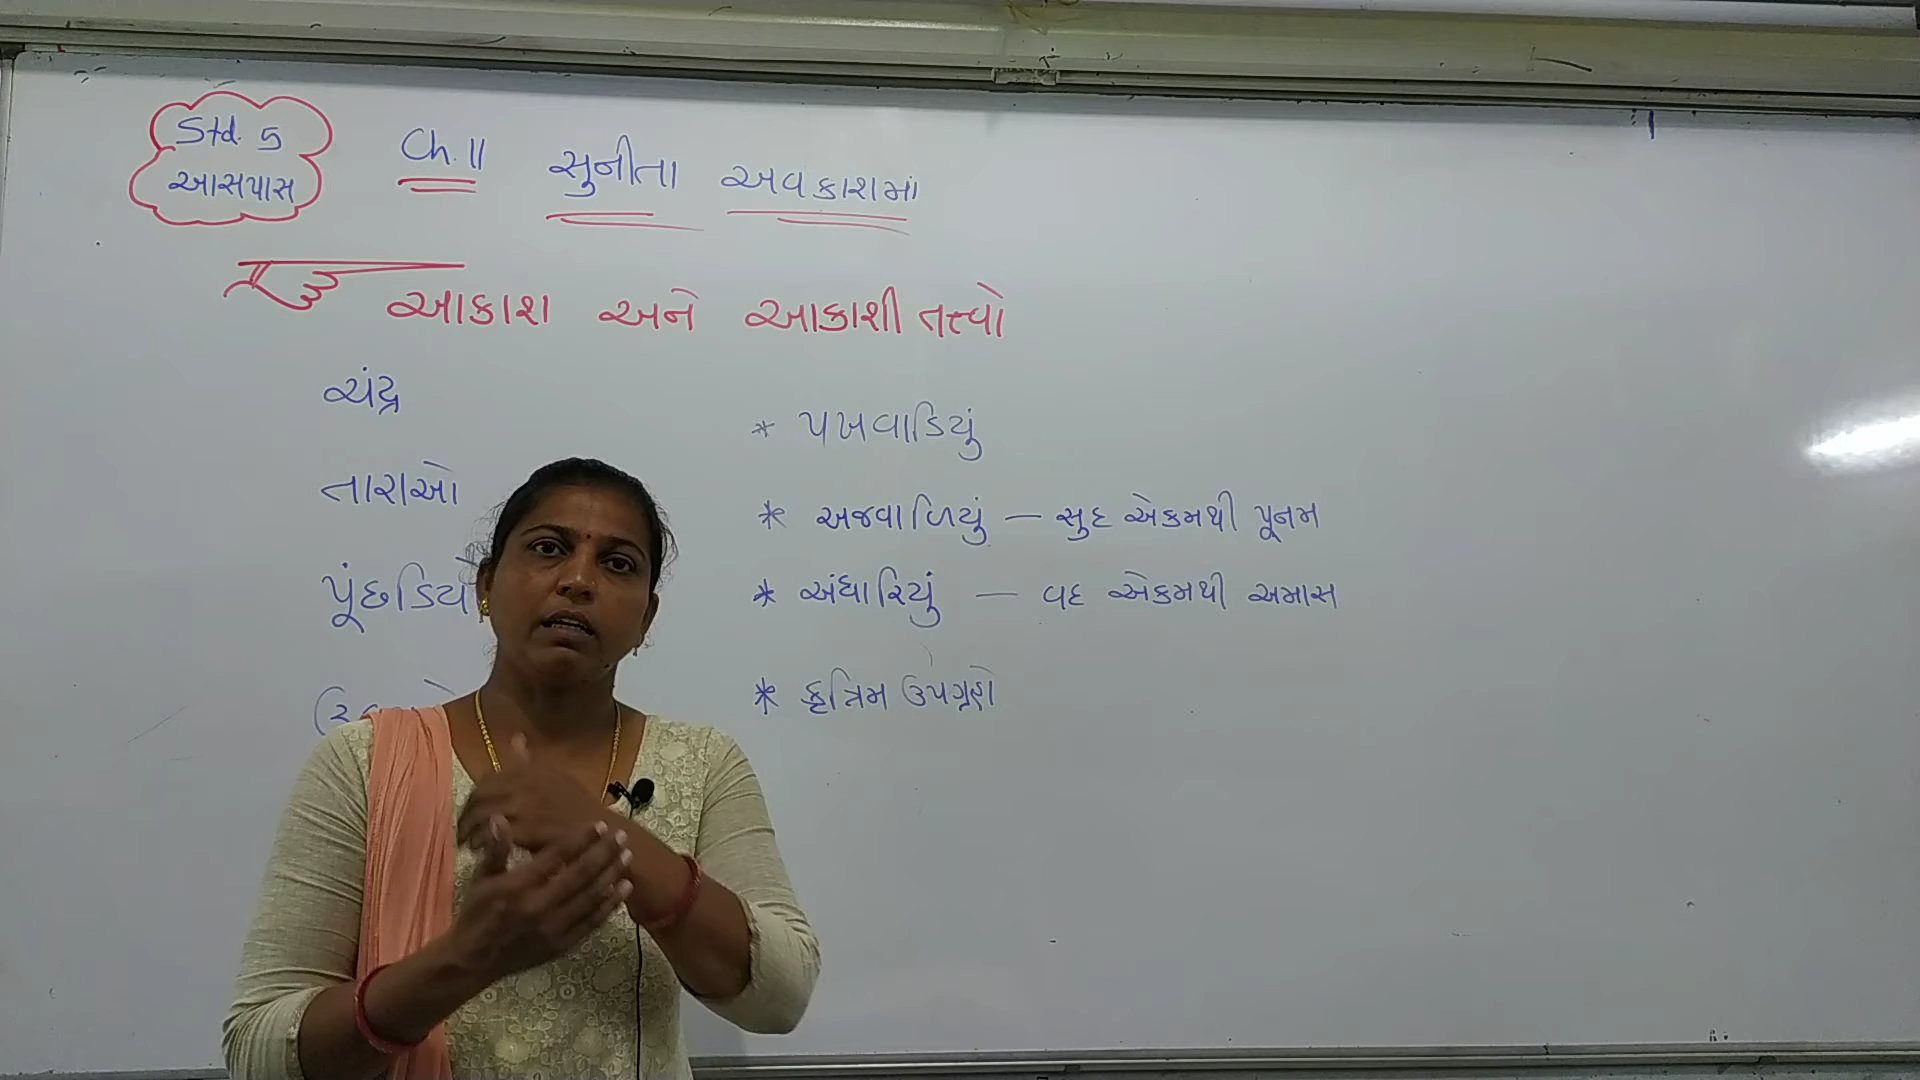 Std. 5
આસપાસ
Ch. 11 સુનીતા અવકાશમાં
આકાશ અને આકાશી તત્ત્વો
ચંદ્ર
તારાઓ
પૂંછડિયો
* પખવાડિયું
* અજવાળિયું — સુદ એકમથી પૂનમ
* અંધારિયું — વદ એકમથી અમાસ
* કૃત્રિમ ઉપગ્રહો